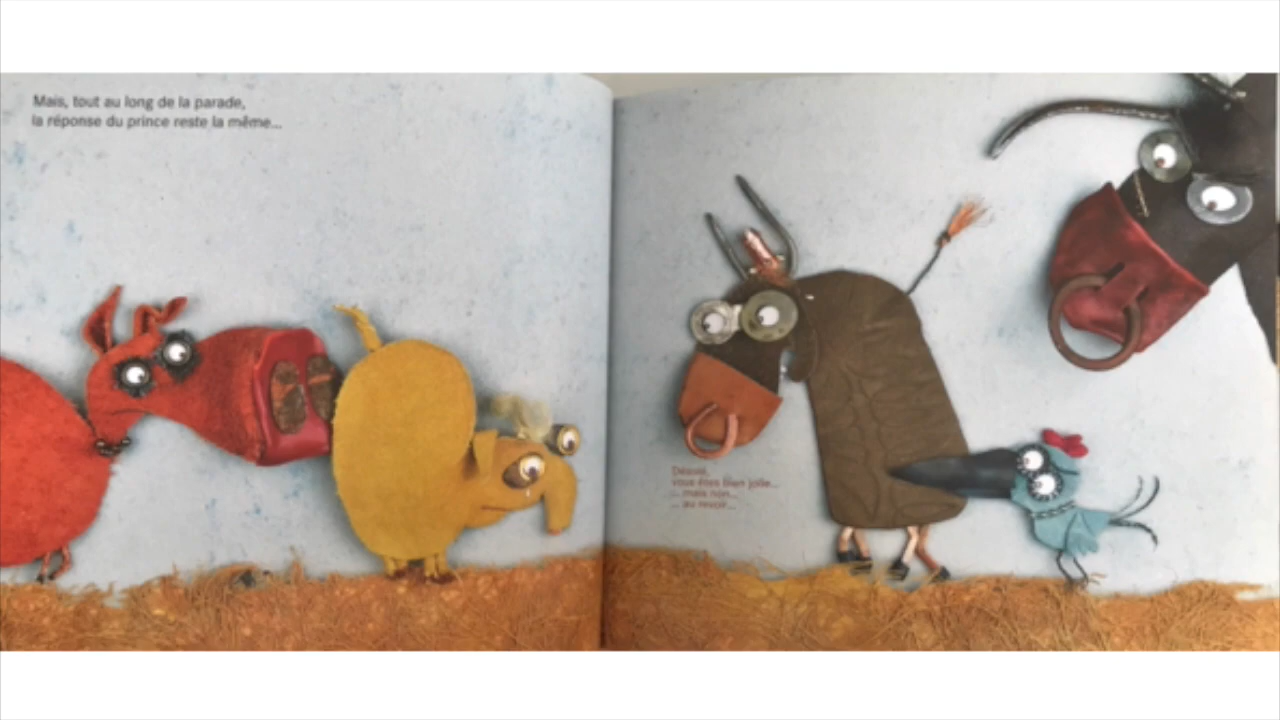 Mais, tout au long de la parade,
la réponse du prince reste la même...
Désolé,
vous êtes bien jolie...
... mais non...
... au revoir...